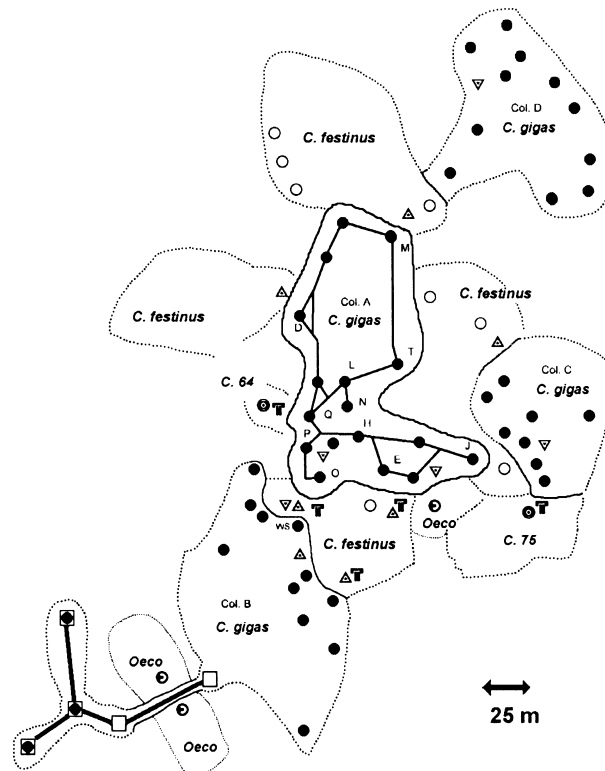 Col. D
C. gigas
C. festinus
M
C. festinus
C. festinus
Col. A
C. gigas
D
T
L
Col. C
C. gigas
C. 64
N
Q
H
P
J
E
O
WS
Oeco
C. festinus
C. 75
Col. B
C. gigas
Oeco
Oeco
25 m